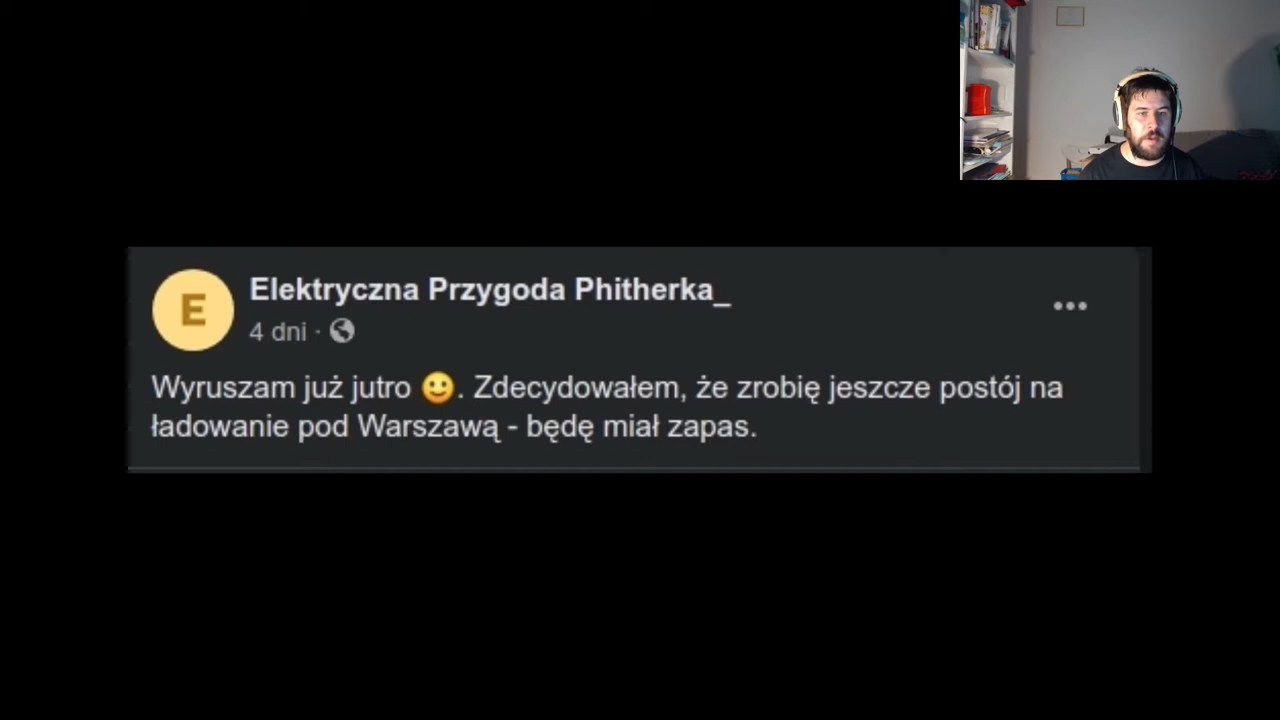 E
Elektryczna Przygoda Phitherka_
4 dni ·
Wyruszam już jutro 🙂. Zdecydowałem, że zrobię jeszcze postój na
ładowanie pod Warszawą - będę miał zapas.